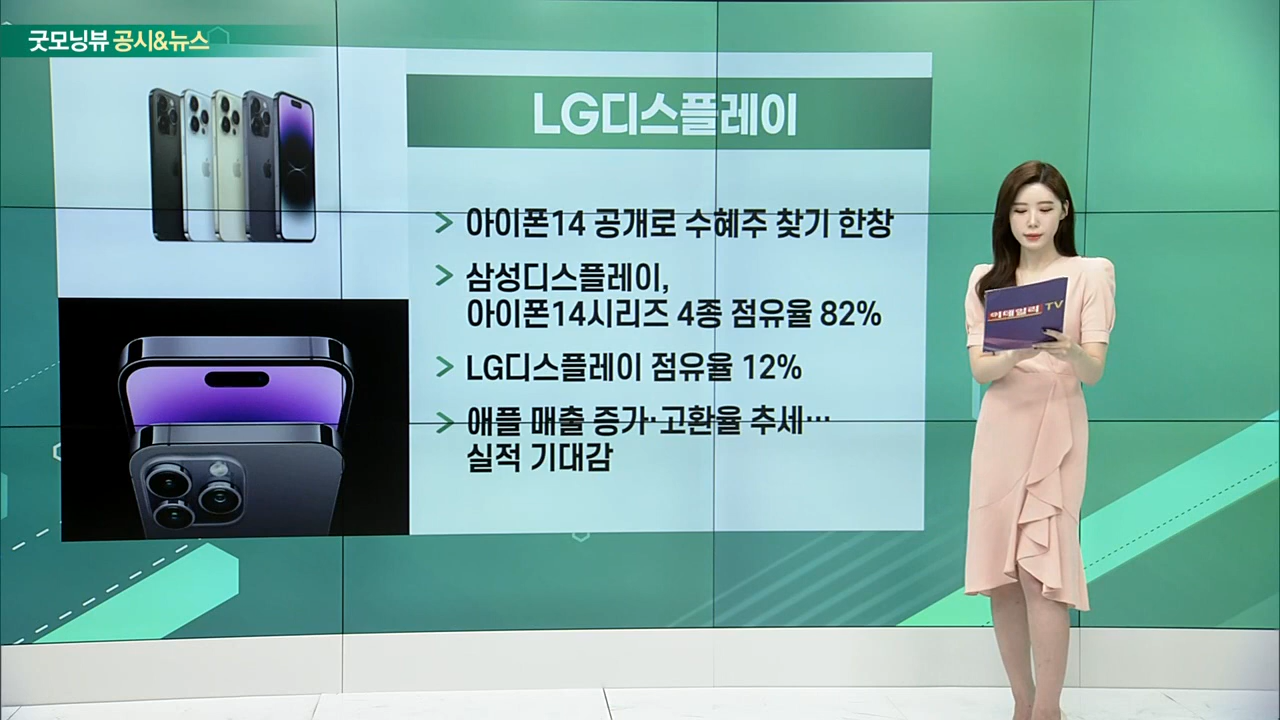 굿모닝뷰 공시&뉴스
LG디스플레이
아이폰14 공개로 수혜주 찾기 한창
삼성디스플레이,
아이폰14시리즈 4종 점유율 82%
LG디스플레이 점유율 12%
애플 매출 증가·고환율 추세…
실적 기대감
이데일리 TV